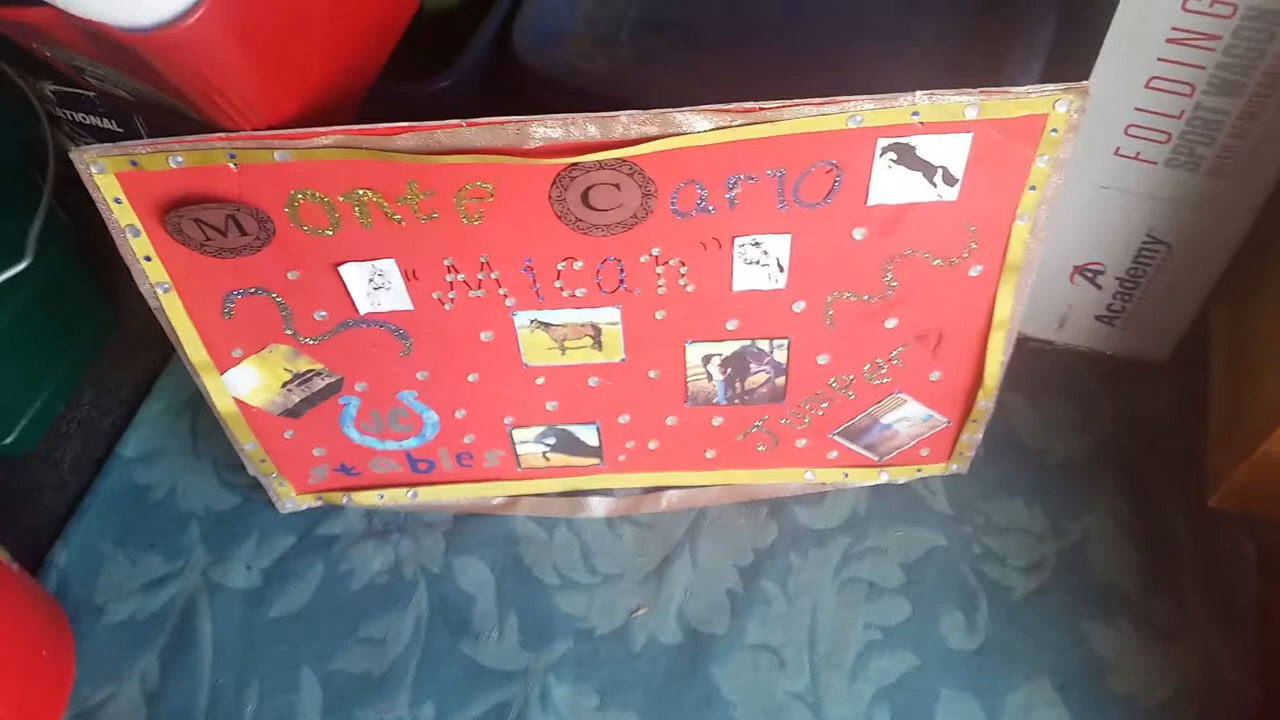 Monte Carlo
"Micah"
Jumper
JC
stables
FOLDING
SPORT WAGON
Academy